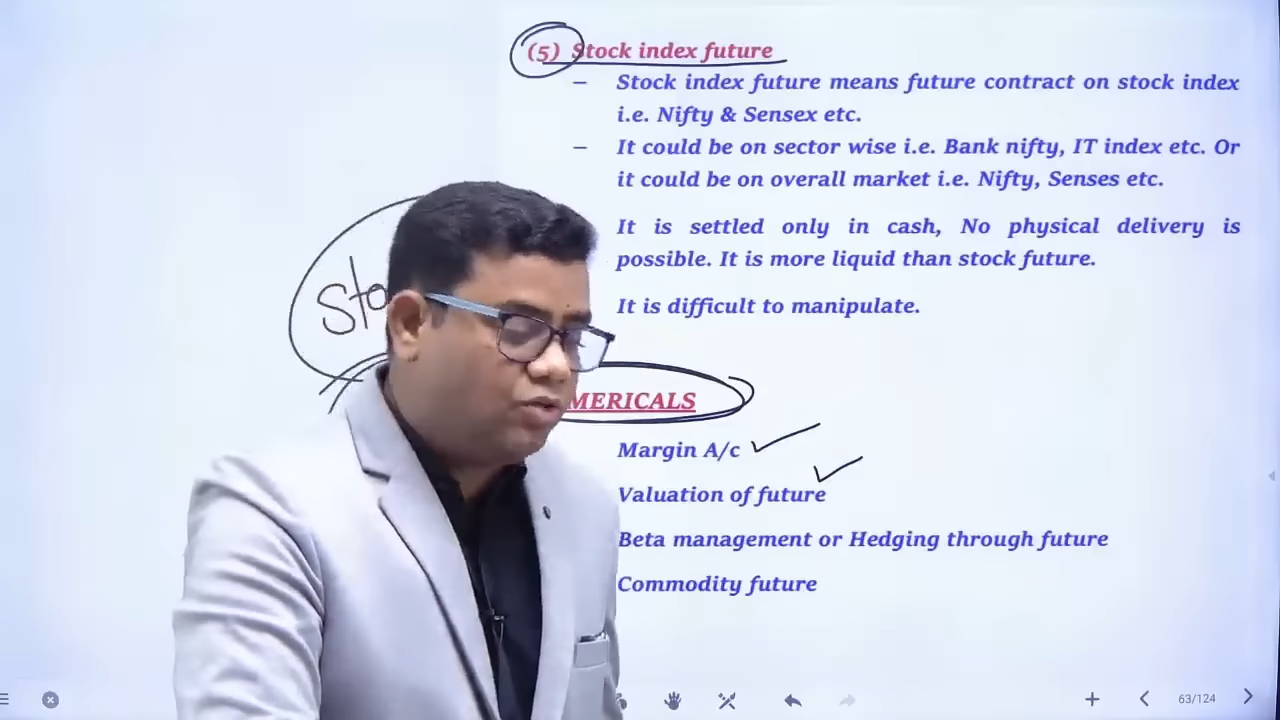 (5) Stock index future
– Stock index future means future contract on stock index
i.e. Nifty & Sensex etc.
– It could be on sector wise i.e. Bank nifty, IT index etc. Or
it could be on overall market i.e. Nifty, Senses etc.
It is settled only in cash, No physical delivery is
possible. It is more liquid than stock future.
It is difficult to manipulate.
Sto
MERICALS
Margin A/c
Valuation of future
Beta management or Hedging through future
Commodity future
63/124